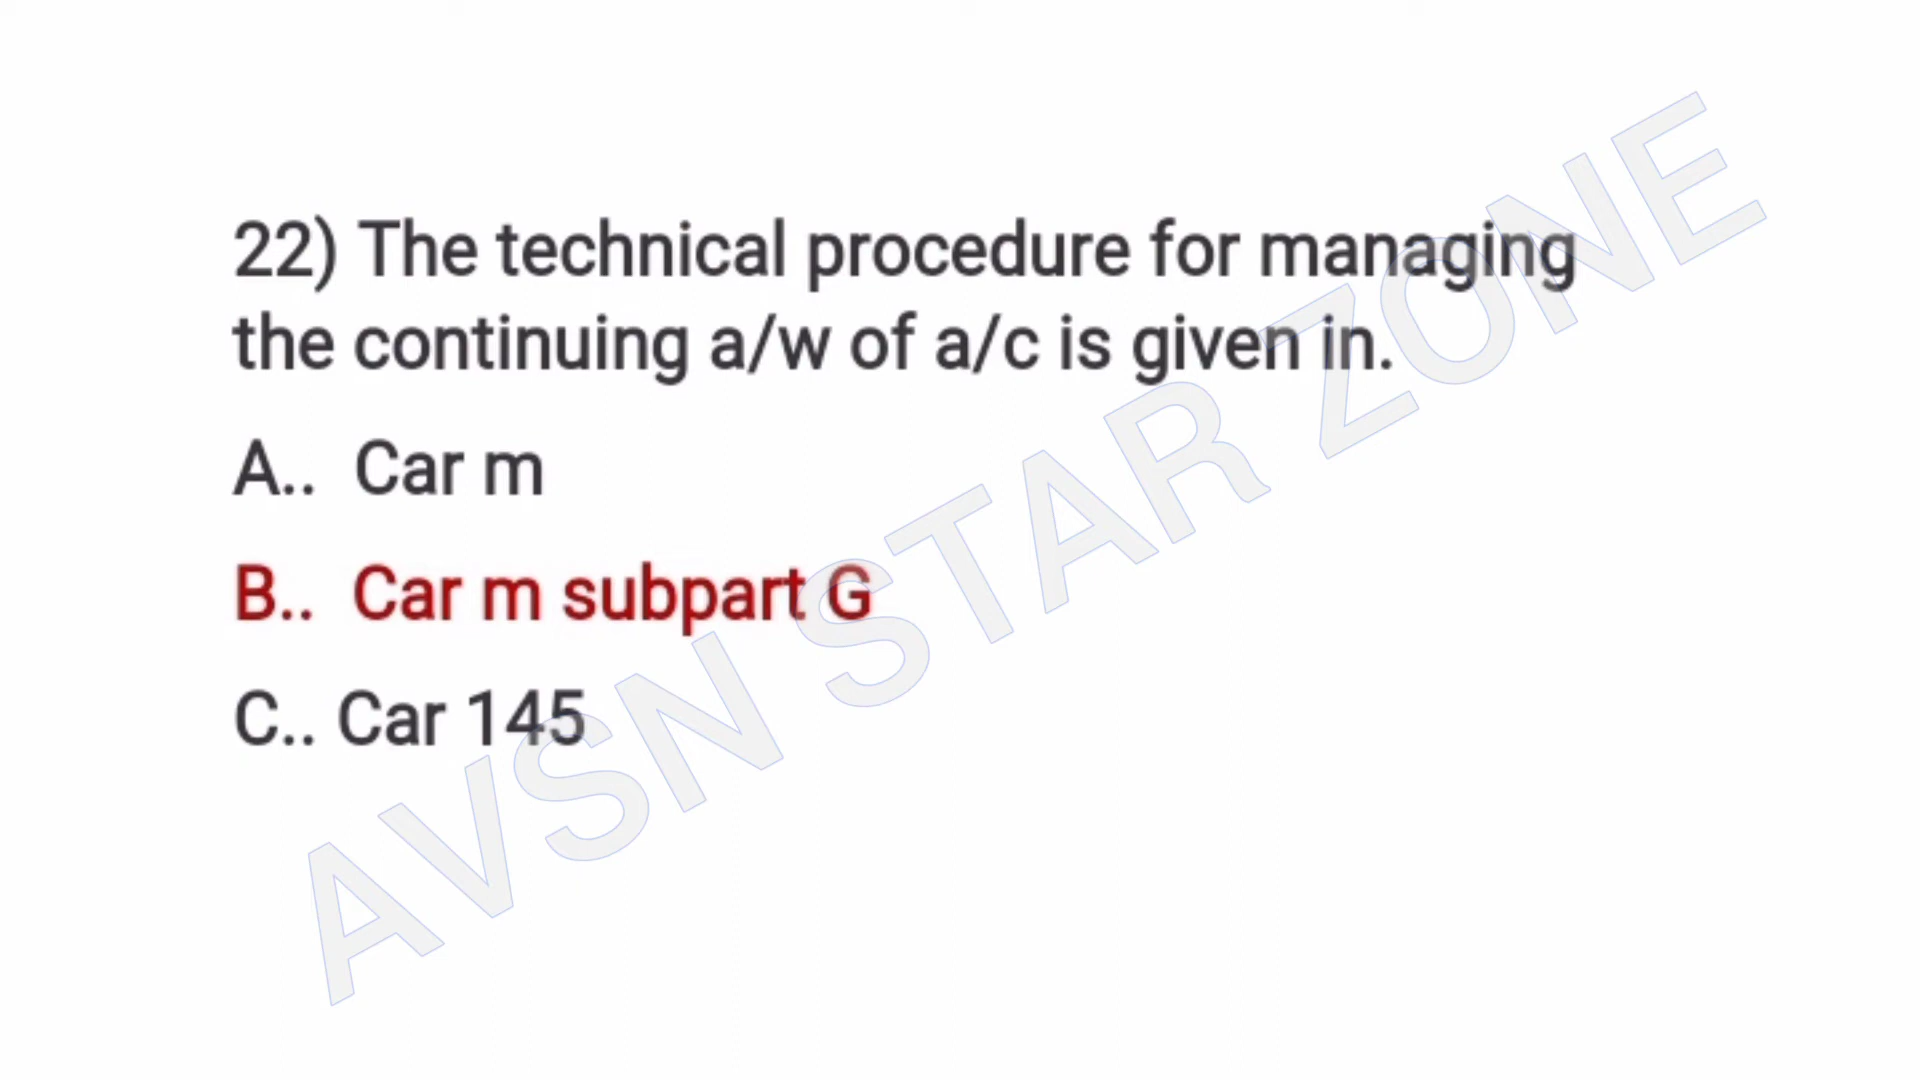 22) The technical procedure for managing
the continuing a/w of a/c is given in.
A.. Car m
B.. Car m subpart G
C.. Car 145
AVSN STAR ZONE